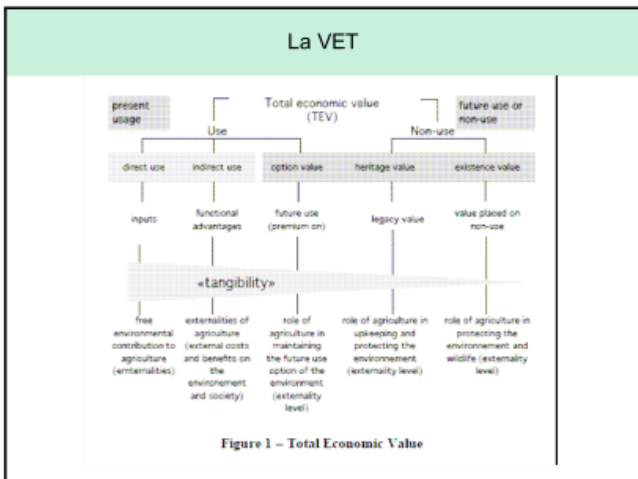 La VET
present usage
Total economic value (TEV)
future use or non-use
Use
Non-use
direct use
indirect use
option value
heritage value
existence value
inputs
functional advantages
future use (premium on)
legacy value
value placed on non-use
«tangibility»
free
environmental
contribution to
agriculture
(emternalities)
externalities of
agriculture
(external costs
and benefits on
the
environement
and society)
role of
agriculture in
maintaining
the future use
option of the
environment
(externality
level)
role of agriculture in
upkeeping and
protecting the
environnement
(externality level)
role of agriculture in
protecting the
environnement and
wildlife (externality
level)
Figure 1 – Total Economic Value